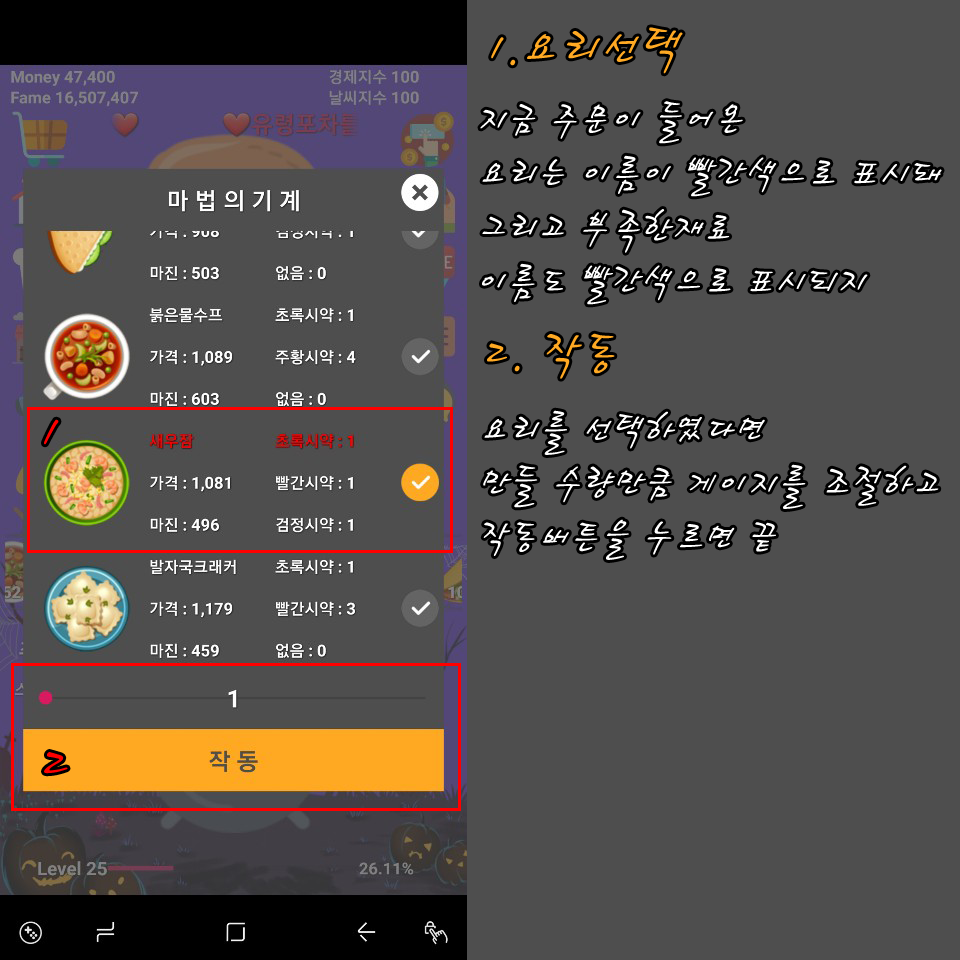 Money 47,400
경제지수 100
Fame 16,507,407
날씨지수 100
유령포차를
마법의기계
가격 : 908
검정시약 : 1
마진 : 503
없음 : 0
붉은물수프
초록시약 : 1
가격 : 1,089
주황시약 : 4
마진 : 603
없음 : 0
1
새우잠
초록시약 : 1
가격 : 1,081
빨간시약 : 1
마진 : 496
검정시약 : 1
발자국크래커
초록시약 : 1
가격 : 1,179
빨간시약 : 3
마진 : 459
없음 : 0
1
2
작동
Level 25
26.11%
1.요리선택
지금 주문이 들어온
요리는 이름이 빨간색으로 표시돼
그리고 부족한재료
이름도 빨간색으로 표시되지
2. 작동
요리를 선택하였다면
만들 수량만큼 게이지를 조절하고
작동버튼을 누르면 끝